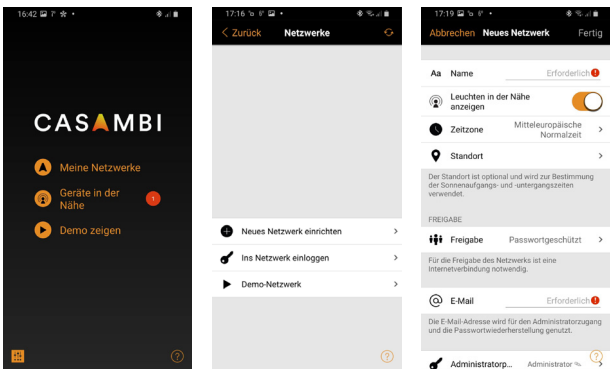 16:42
CASAMBI
Meine Netzwerke
Geräte in der
Nähe
1
Demo zeigen
?
17:16
Zurück
Netzwerke
Neues Netzwerk einrichten
Ins Netzwerk einloggen
Demo-Netzwerk
?
17:19
Abbrechen Neues Netzwerk Fertig
Aa Name Erforderlich
Leuchten in der Nähe
anzeigen
Zeitzone Mitteleuropäische
Normalzeit
Standort
Der Standort ist optional und wird zur Bestimmung
der Sonnenaufgangs- und -untergangszeiten
verwendet.
FREIGABE
Freigabe Passwortgeschützt
Für die Freigabe des Netzwerks ist eine
Internetverbindung notwendig.
@ E-Mail Erforderlich
Die E-Mail-Adresse wird für den Administratorzugang
und die Passwortwiederherstellung genutzt.
Administratorp... Administrator
?